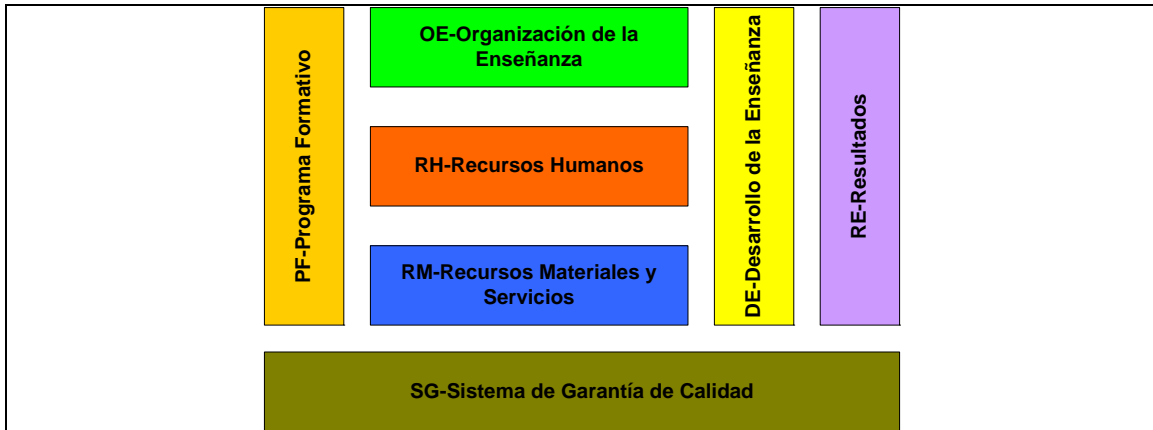 PF-Programa Formativo
OE-Organización de la
Enseñanza
RH-Recursos Humanos
RM-Recursos Materiales y
Servicios
DE-Desarrollo de la Enseñanza
RE-Resultados
SG-Sistema de Garantía de Calidad